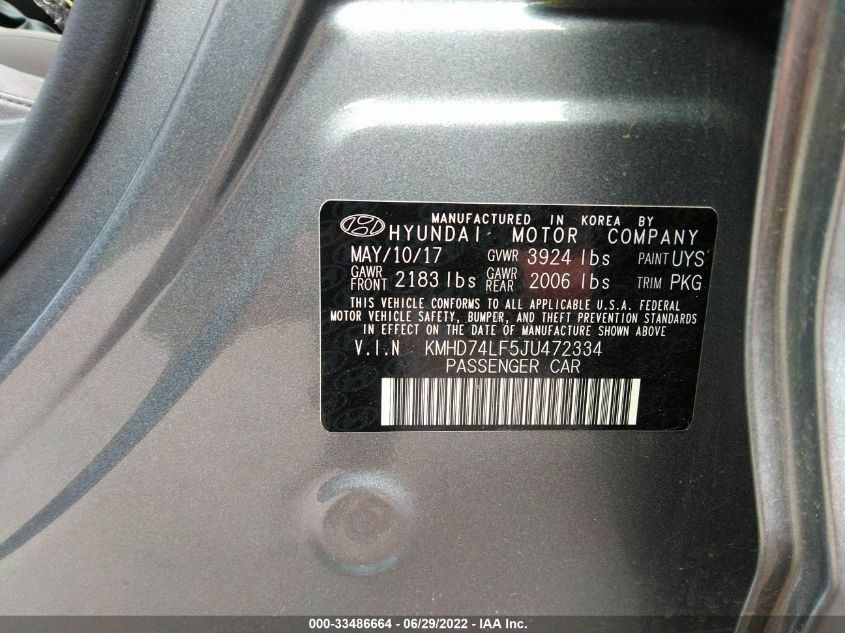 MANUFACTURED IN KOREA BY
HYUNDAI MOTOR COMPANY
MAY/10/17 GVWR 3924 lbs PAINT UYS
GAWR FRONT 2183 lbs GAWR REAR 2006 lbs TRIM PKG
THIS VEHICLE CONFORMS TO ALL APPLICABLE U.S.A. FEDERAL
MOTOR VEHICLE SAFETY, BUMPER, AND THEFT PREVENTION STANDARDS
IN EFFECT ON THE DATE OF MANUFACTURE SHOWN ABOVE
V.I.N KMHD74LF5JU472334
PASSENGER CAR
000-33486664 - 06/29/2022 - IAA Inc.